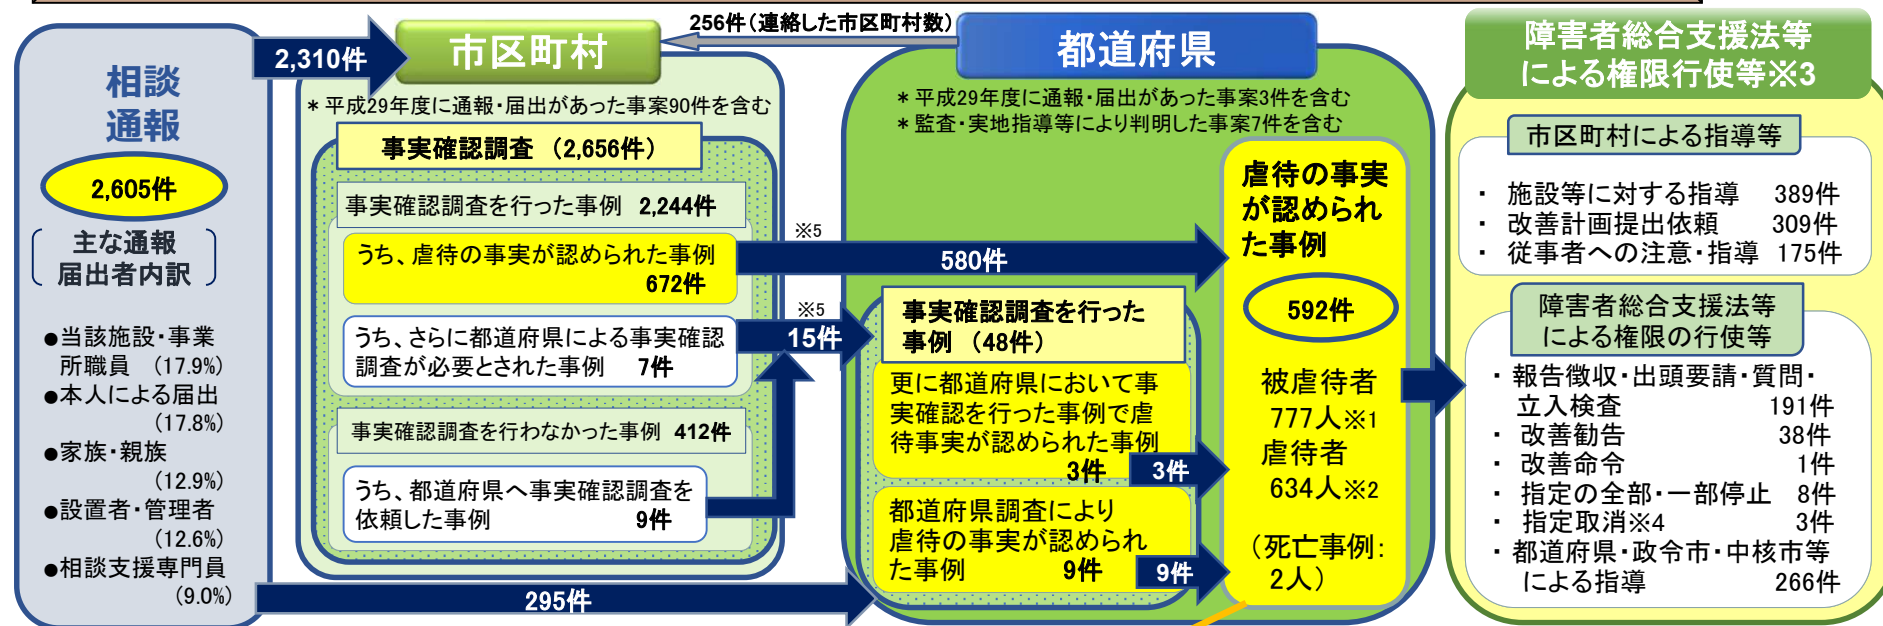 相談
通報
2,605件
主な通報
届出者内訳
●当該施設・事業
所職員 (17.9%)
●本人による届出
(17.8%)
●家族・親族
(12.9%)
●設置者・管理者
(12.6%)
●相談支援専門員
(9.0%)
2,310件
295件
市区町村
256件(連絡した市区町村数)
*平成29年度に通報・届出があった事案90件を含む
事実確認調査 (2,656件)
事実確認調査を行った事例 2,244件
うち、虐待の事実が認められた事例
672件
うち、さらに都道府県による事実確認
調査が必要とされた事例 7件
事実確認調査を行わなかった事例 412件
うち、都道府県へ事実確認調査を
依頼した事例 9件
※5
580件
※5
15件
都道府県
*平成29年度に通報・届出があった事案3件を含む
*監査・実地指導等により判明した事案7件を含む
事実確認調査を行った
事例 (48件)
更に都道府県において事
実確認を行った事例で虐
待事実が認められた事例
3件
3件
都道府県調査により
虐待の事実が認められ
た事例 9件
9件
虐待の事実
が認められ
た事例
592件
被虐待者
777人※1
虐待者
634人※2
(死亡事例:
2人)
障害者総合支援法等
による権限行使等※3
市区町村による指導等
・ 施設等に対する指導 389件
・ 改善計画提出依頼 309件
・ 従事者への注意・指導 175件
障害者総合支援法等
による権限の行使等
・ 報告徴収・出頭要請・質問・
立入検査 191件
・ 改善勧告 38件
・ 改善命令 1件
・ 指定の全部・一部停止 8件
・ 指定取消※4 3件
・ 都道府県・政令市・中核市等
による指導 266件